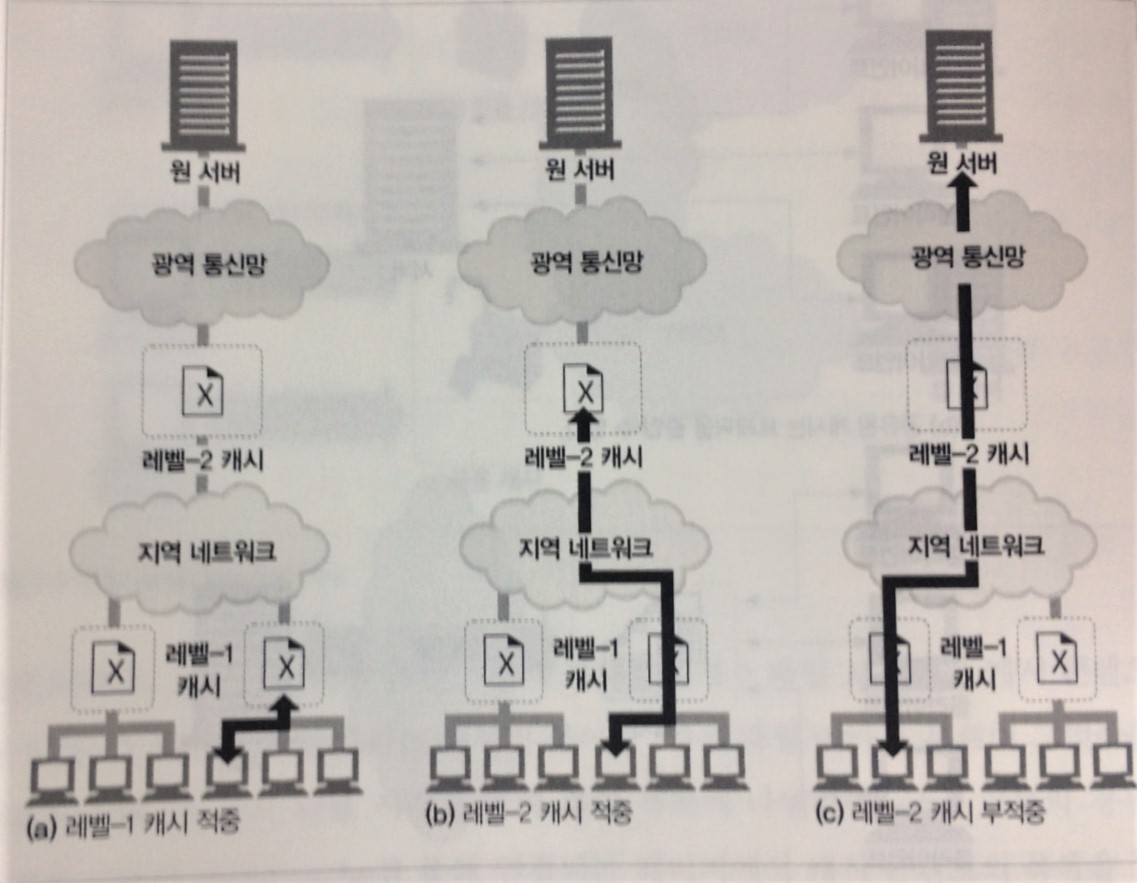 원 서버
광역 통신망
X
레벨-2 캐시
지역 네트워크
X
레벨-1
캐시
X
(a) 레벨-1 캐시 적중
원 서버
광역 통신망
X
레벨-2 캐시
지역 네트워크
X
레벨-1
캐시
X
(b) 레벨-2 캐시 적중
원 서버
광역 통신망
X
레벨-2 캐시
지역 네트워크
X
레벨-1
캐시
X
(c) 레벨-2 캐시 부적중